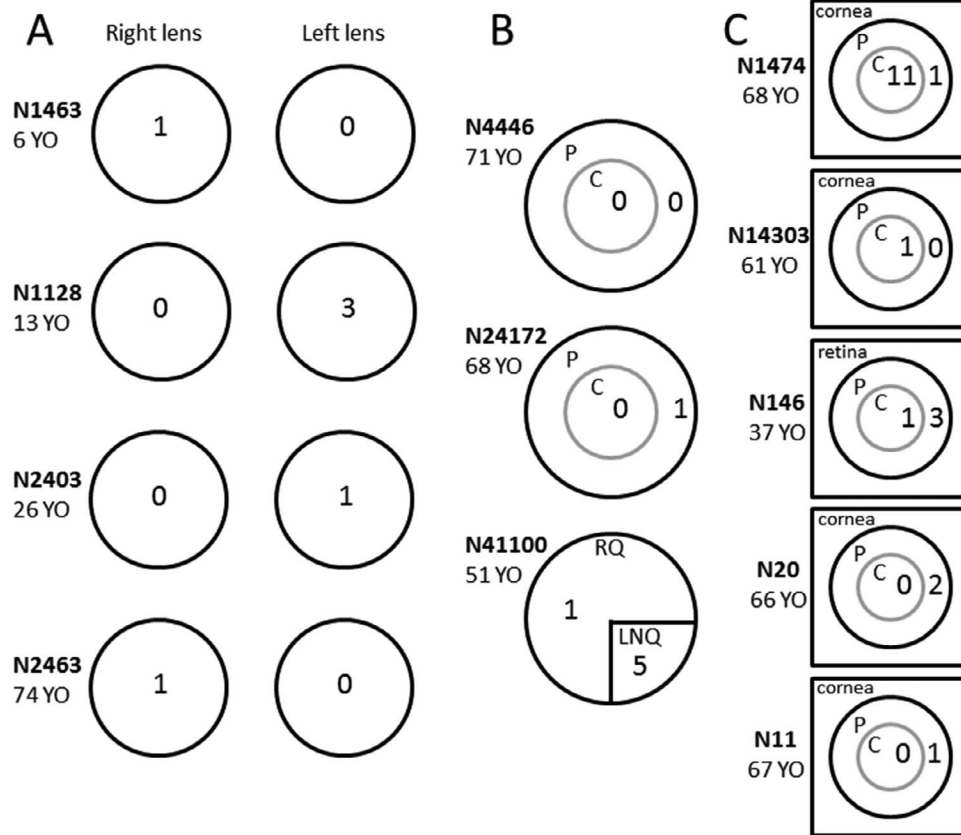 A
Right lens
Left lens
N1463
6 YO
1
0
N1128
13 YO
0
3
N2403
26 YO
0
1
N2463
74 YO
1
0
B
N4446
71 YO
P
C
0
0
N24172
68 YO
P
C
0
1
N41100
51 YO
RQ
1
LNQ
5
C
cornea
N1474
68 YO
P
C
11
1
cornea
N14303
61 YO
P
C
1
0
retina
N146
37 YO
P
C
1
3
cornea
N20
66 YO
P
C
0
2
cornea
N11
67 YO
P
C
0
1